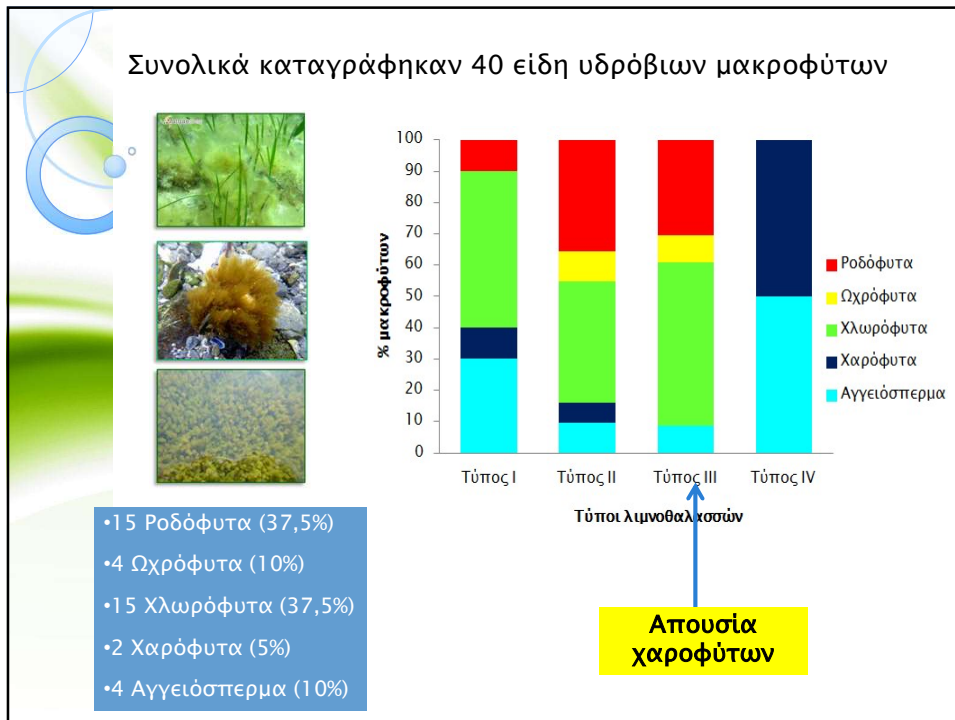 Συνολικά καταγράφηκαν 40 είδη υδρόβιων μακροφύτων
100
90
80
70
60
50
40
30
20
10
0
% μακροφύτων
Τύπος I
Τύπος II
Τύπος III
Τύπος IV
Τύποι λιμνοθαλασσών
Ροδόφυτα
Ωχρόφυτα
Χλωρόφυτα
Χαρόφυτα
Αγγειόσπερμα
•15 Ροδόφυτα (37,5%)
•4 Ωχρόφυτα (10%)
•15 Χλωρόφυτα (37,5%)
•2 Χαρόφυτα (5%)
•4 Αγγειόσπερμα (10%)
Απουσία
χαροφύτων